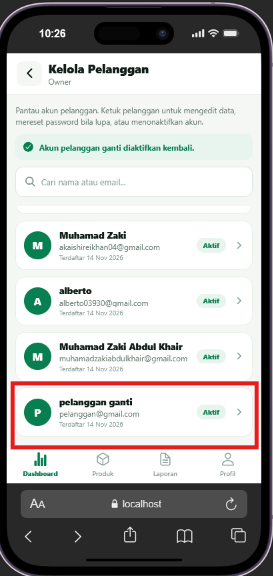 10:26
Kelola Pelanggan
Owner
Pantau akun pelanggan. Ketuk pelanggan untuk mengedit data,
mereset password bila lupa, atau menonaktifkan akun.
Akun pelanggan ganti diaktifkan kembali.
Cari nama atau email...
M
Muhamad Zaki
akaishireikhan04@gmail.com
Terdaftar 14 Nov 2026
Aktif
A
alberto
alberto03930@gmail.com
Terdaftar 14 Nov 2026
Aktif
M
Muhamad Zaki Abdul Khair
muhamadzakiabdulkhair@gmail.com
Terdaftar 14 Nov 2026
Aktif
P
pelanggan ganti
pelanggan@gmail.com
Terdaftar 14 Nov 2026
Aktif
Dashboard
Produk
Laporan
Profil
AA
localhost